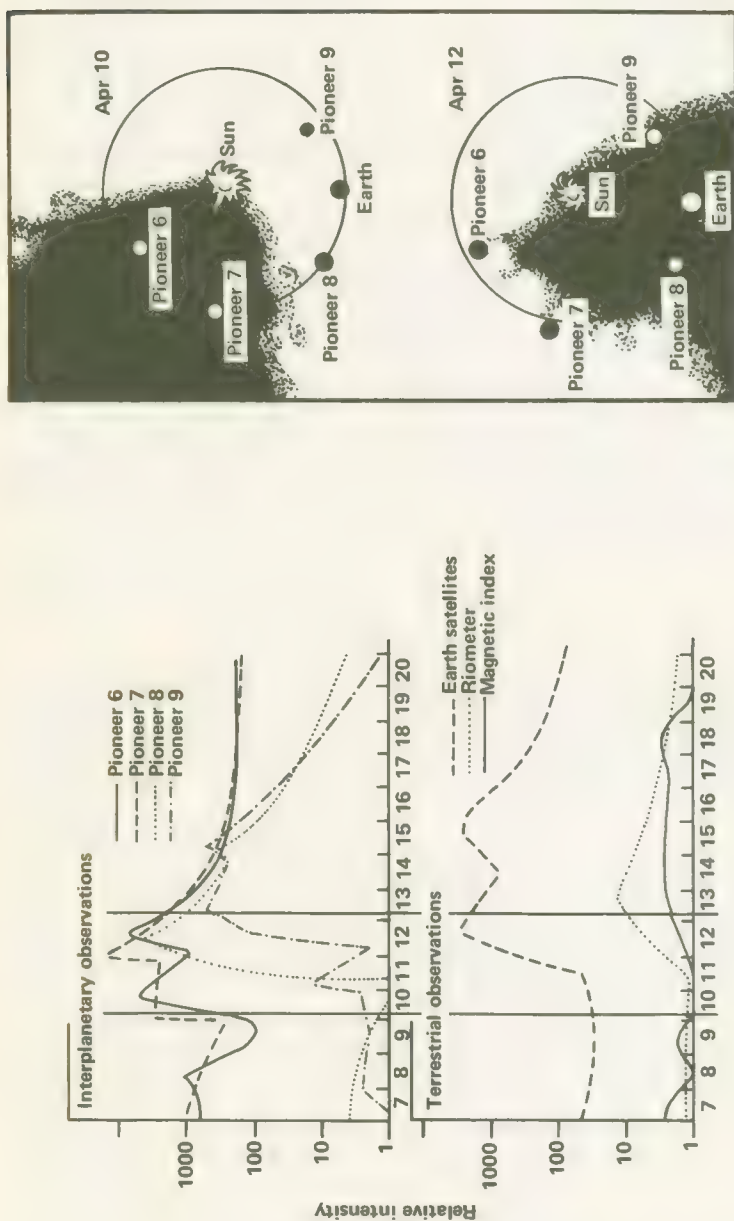 Relative intensity
Interplanetary observations
Pioneer 6
Pioneer 7
Pioneer 8
Pioneer 9
1000
100
10
1
7 8 9 10 11 12 13 14 15 16 17 18 19 20
Terrestrial observations
Earth satellites
Riometer
Magnetic index
1000
100
10
1
7 8 9 10 11 12 13 14 15 16 17 18 19 20
Apr 10
Pioneer 6
Sun
Pioneer 7
Pioneer 9
Pioneer 8
Earth
Apr 12
Pioneer 6
Pioneer 7
Sun
Pioneer 9
Pioneer 8
Earth